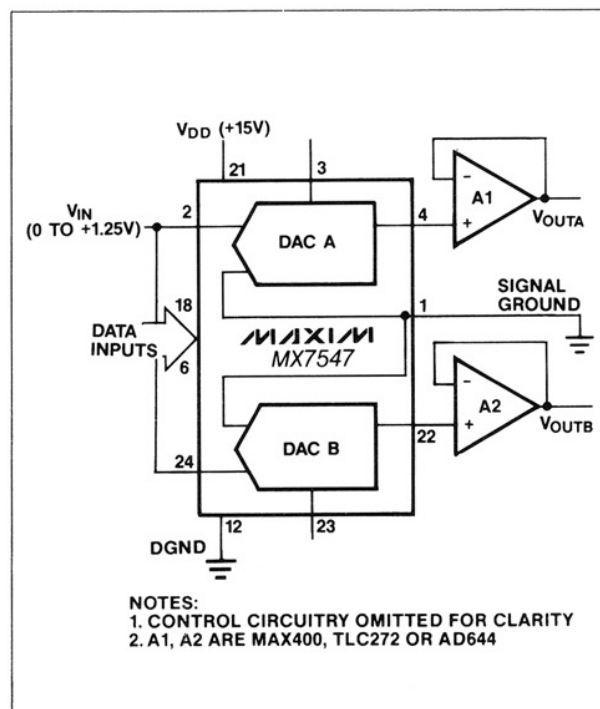 VDD (+15V)
21
3
VIN
(0 TO +1.25V)
2
DAC A
4
-
A1
+
VOUTA
1
SIGNAL
GROUND
18
DATA
INPUTS
6
MAXIM
MX7547
-
A2
+
VOUTB
22
DAC B
24
12
23
DGND
NOTES:
1. CONTROL CIRCUITRY OMITTED FOR CLARITY
2. A1, A2 ARE MAX400, TLC272 OR AD644